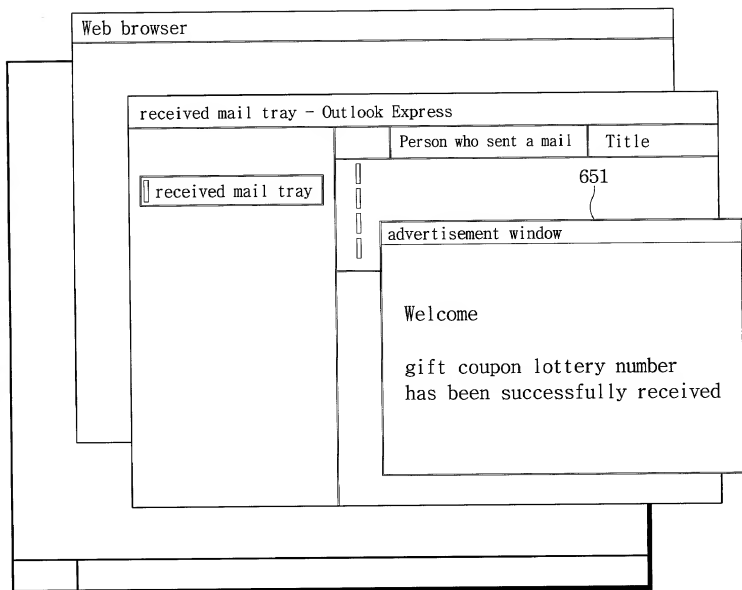 Web browser
received mail tray - Outlook Express
Person who sent a mail
Title
received mail tray
651
advertisement window
Welcome
gift coupon lottery number
has been successfully received